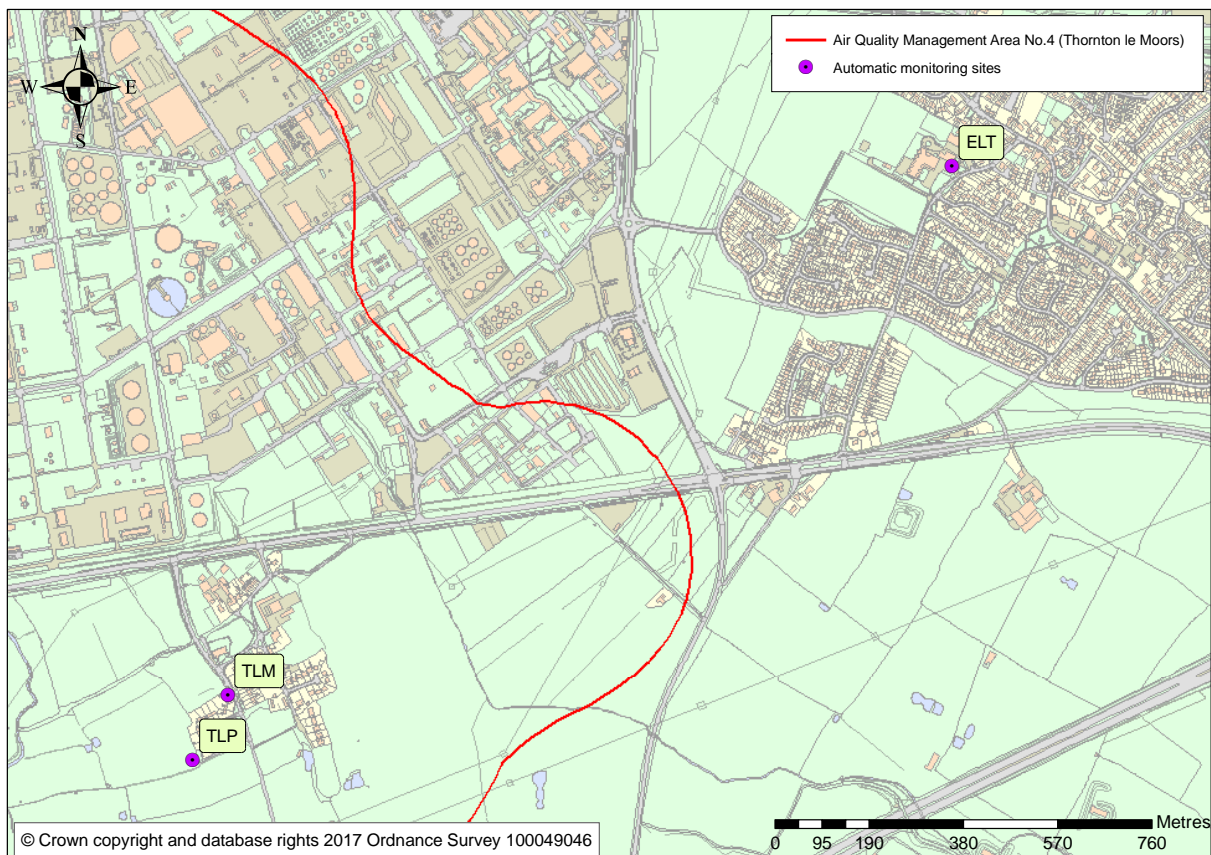 N
W E
S
Air Quality Management Area No.4 (Thornton le Moors)
Automatic monitoring sites
ELT
TLM
TLP
© Crown copyright and database rights 2017 Ordnance Survey 100049046
Metres
0 95 190 380 570 760